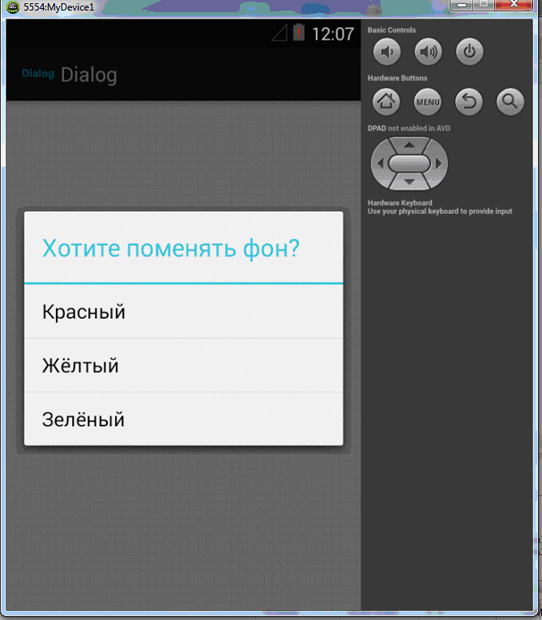 5554:MyDevice1
12:07
Dialog Dialog
Хотите поменять фон?
Красный
Жёлтый
Зелёный
Basic Controls
Hardware Buttons
MENU
DPAD not enabled in AVD
Hardware Keyboard
Use your physical keyboard to provide input